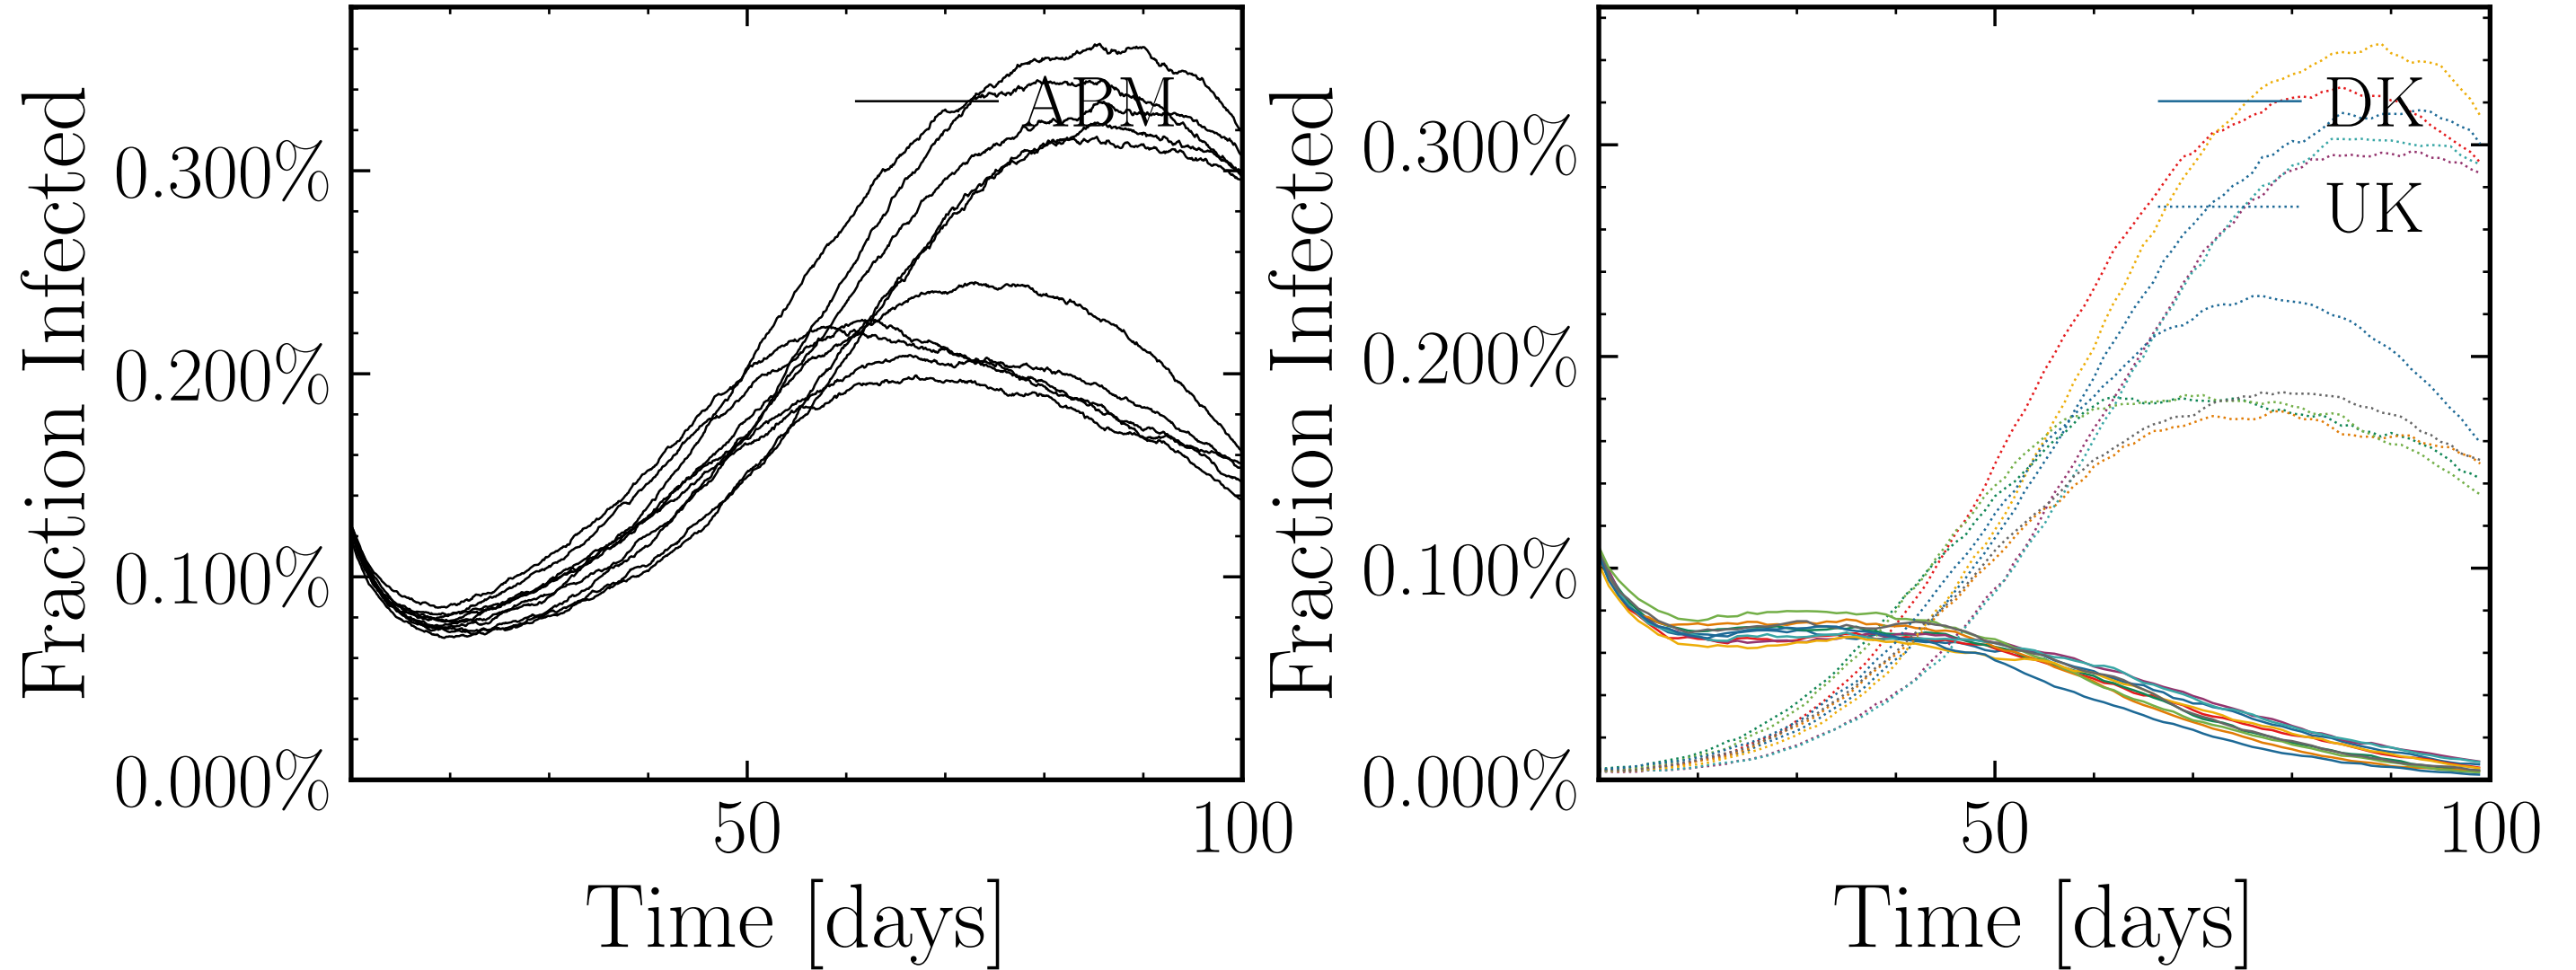 Fraction Infected
0.300%
0.200%
0.100%
0.000%
50
100
Time [days]
ABM
Fraction Infected
0.300%
0.200%
0.100%
0.000%
50
100
Time [days]
DK
UK